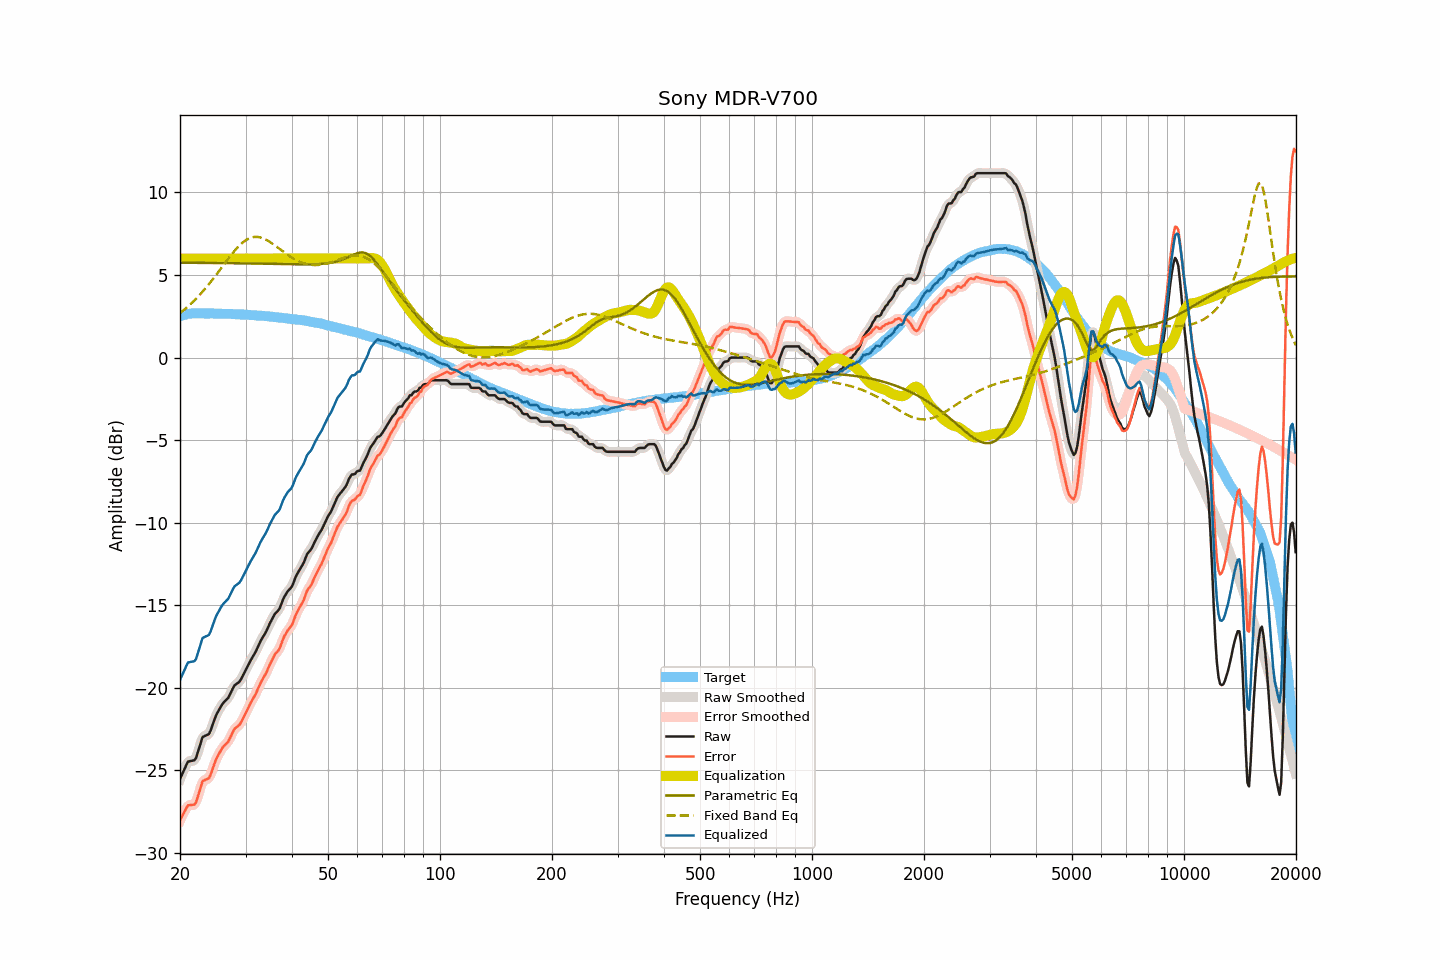 Sony MDR-V700
Amplitude (dBr)
10
5
0
−5
−10
−15
−20
−25
−30
Target
Raw Smoothed
Error Smoothed
Raw
Error
Equalization
Parametric Eq
Fixed Band Eq
Equalized
20 50 100 200 500 1000 2000 5000 10000 20000
Frequency (Hz)